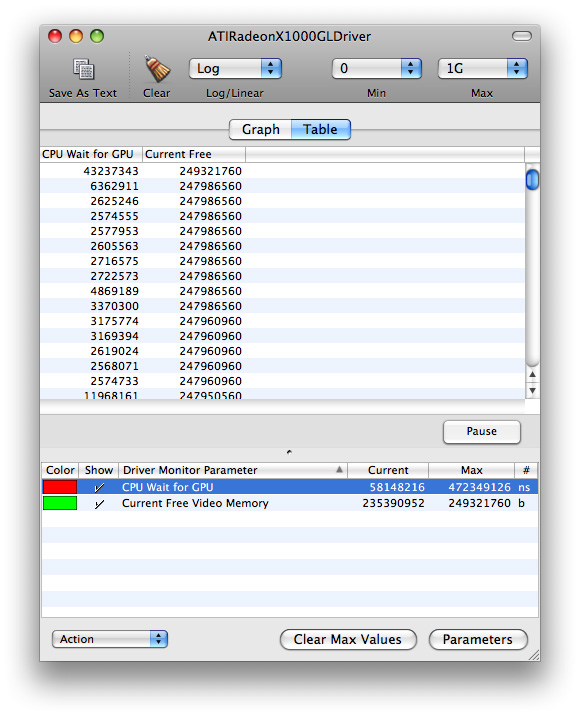 ATIRadeonX1000GLDriver
Log 0 1G
Save As Text Clear Log/Linear Min Max
Graph Table
CPU Wait for GPU Current Free
43237343 249321760
6362911 247986560
2625246 247986560
2574555 247986560
2577953 247986560
2605563 247986560
2716575 247986560
2722573 247986560
4869189 247986560
3370300 247986560
3175774 247960960
3169394 247960960
2619024 247960960
2568071 247960960
2574733 247960960
11968161 247950560
Pause
Color Show Driver Monitor Parameter Current Max #
CPU Wait for GPU 58148216 472349126 ns
Current Free Video Memory 235390952 249321760 b
Action Clear Max Values Parameters